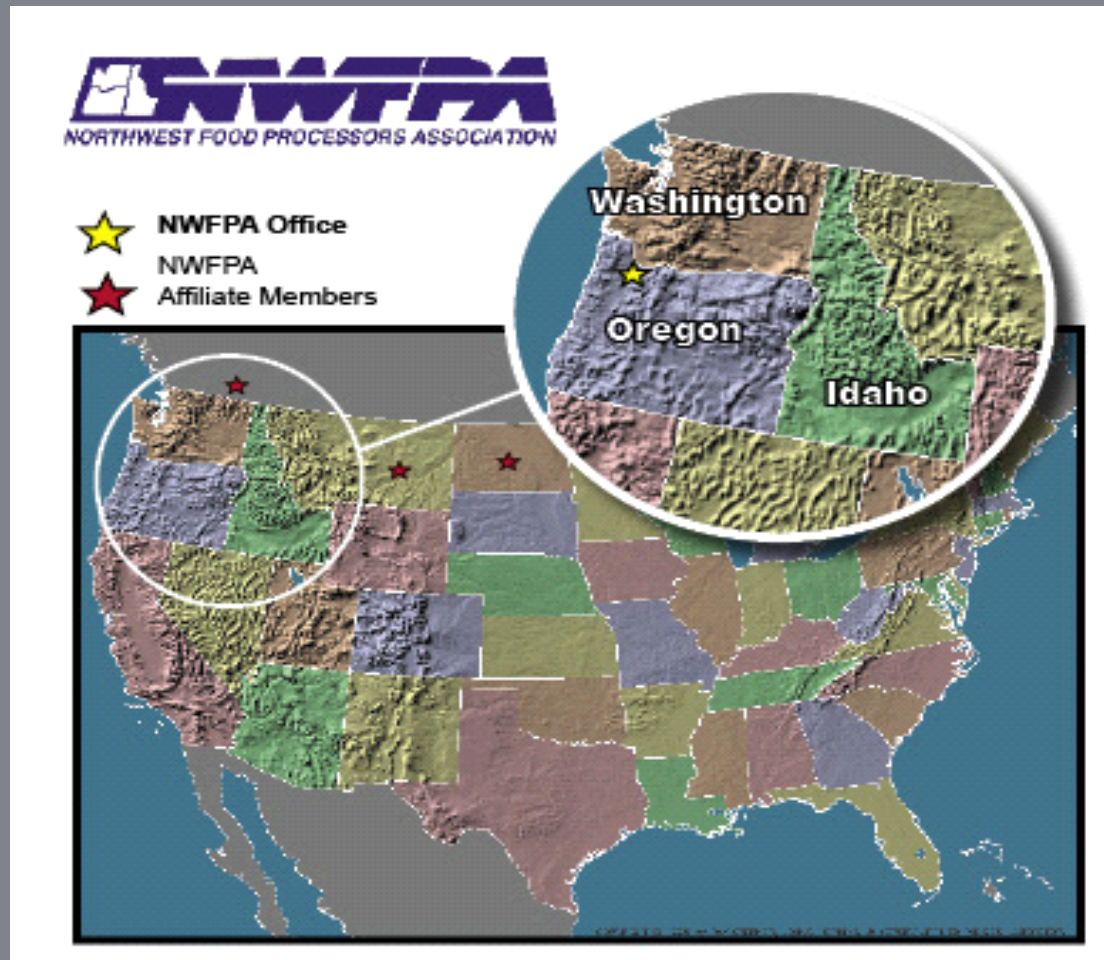 NWFPA
NORTHWEST FOOD PROCESSORS ASSOCIATION
NWFPA Office
NWFPA
Affiliate Members
Washington
Oregon
Idaho